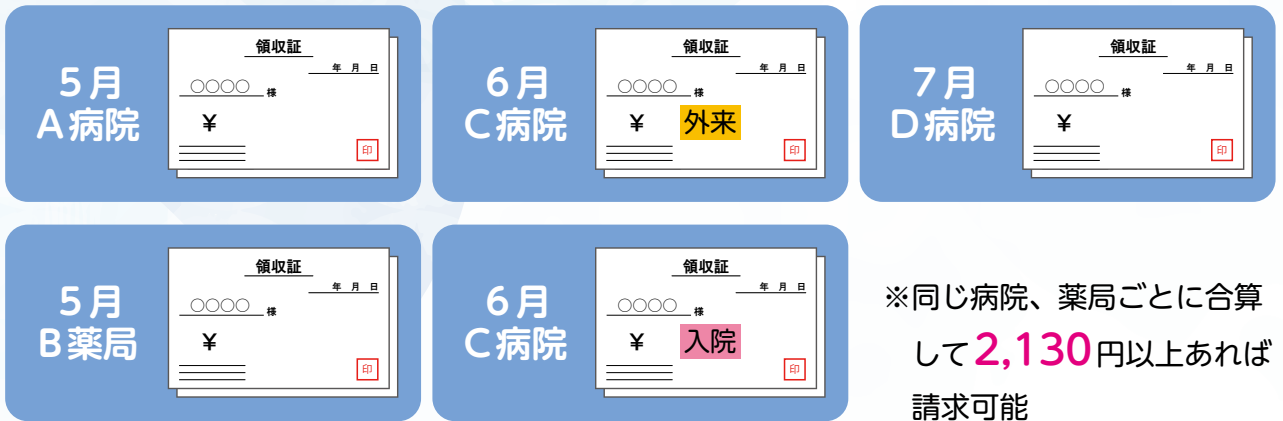 5月
A病院
領収証
年 月 日
○○○○ 様
¥
印
6月
C病院
領収証
年 月 日
○○○○ 様
¥ 外来
印
7月
D病院
領収証
年 月 日
○○○○ 様
¥
印
5月
B薬局
領収証
年 月 日
○○○○ 様
¥
印
6月
C病院
領収証
年 月 日
○○○○ 様
¥ 入院
印
※同じ病院、薬局ごとに合算
して2,130円以上あれば
請求可能